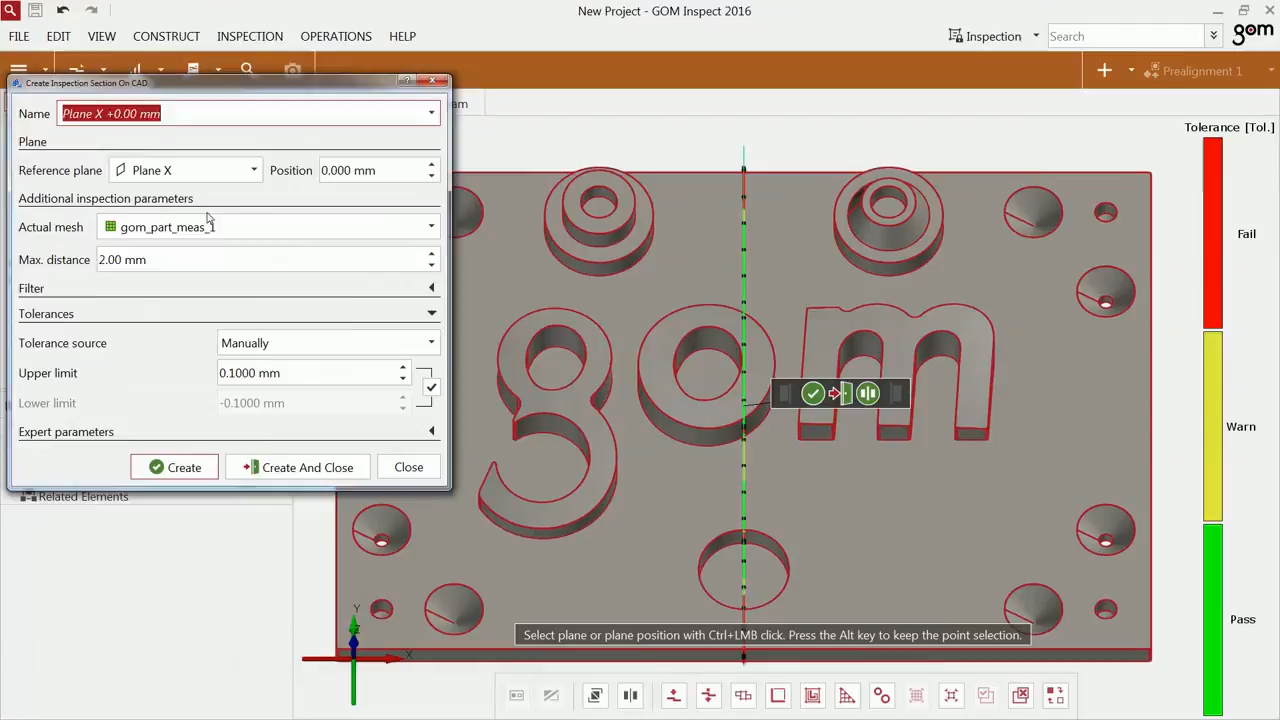 New Project - GOM Inspect 2016
FILE EDIT VIEW CONSTRUCT INSPECTION OPERATIONS HELP
Inspection
Search
gom
Create Inspection Section On CAD
Prealignment 1
Name Plane X +0.00 mm
Plane
Reference plane Plane X Position 0.000 mm
Additional inspection parameters
Actual mesh gom_part_meas_1
Max. distance 2.00 mm
Filter
Tolerances
Tolerance source Manually
Upper limit 0.1000 mm
Lower limit -0.1000 mm
Expert parameters
Create Create And Close Close
Related Elements
Tolerance [Tol.]
Fail
Warn
Pass
gom
Select plane or plane position with Ctrl+LMB click. Press the Alt key to keep the point selection.
Y
X